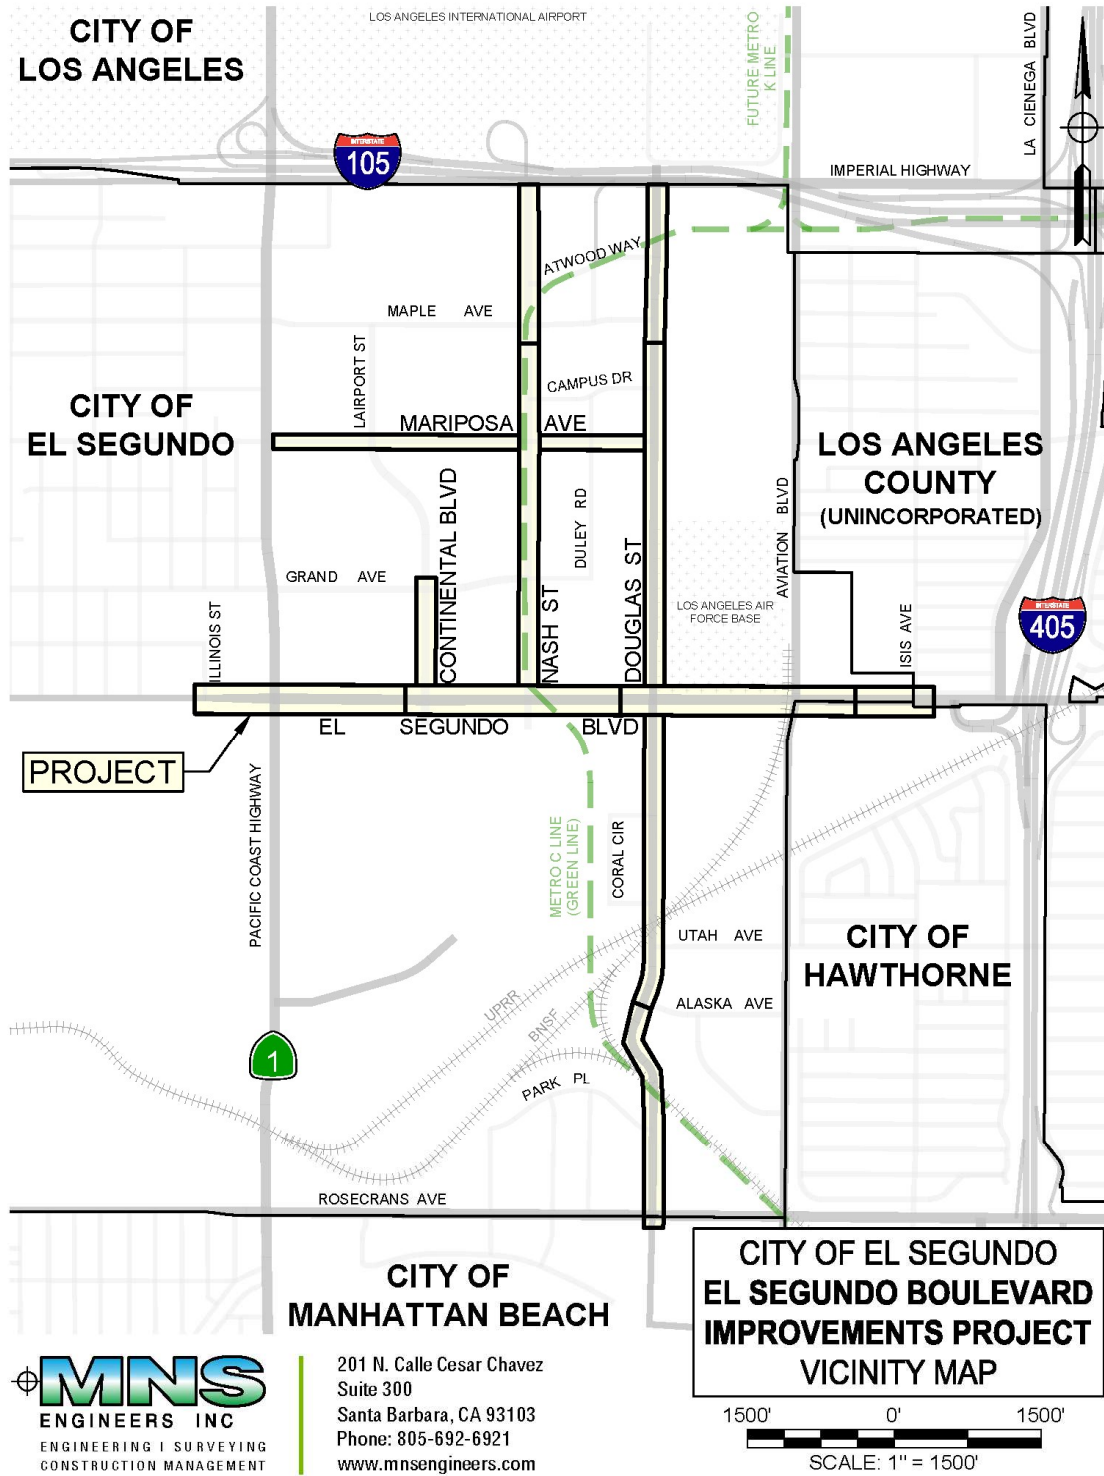 CITY OF
LOS ANGELES
LOS ANGELES INTERNATIONAL AIRPORT
FUTURE METRO
K LINE
LA CIENEGA BLVD
INTERSTATE
105
IMPERIAL HIGHWAY
ATWOOD WAY
MAPLE AVE
LAIRPORT ST
CAMPUS DR
CITY OF
EL SEGUNDO
MARIPOSA AVE
LOS ANGELES
COUNTY
(UNINCORPORATED)
CONTINENTAL BLVD
DULEY RD
AVIATION BLVD
GRAND AVE
NASH ST
DOUGLAS ST
LOS ANGELES AIR
FORCE BASE
ILLINOIS ST
ISIS AVE
INTERSTATE
405
EL SEGUNDO BLVD
PROJECT
PACIFIC COAST HIGHWAY
METRO C LINE
(GREEN LINE)
CORAL CIR
UTAH AVE
CITY OF
HAWTHORNE
ALASKA AVE
UPRR
BNSF
1
PARK PL
ROSECRANS AVE
CITY OF
MANHATTAN BEACH
CITY OF EL SEGUNDO
EL SEGUNDO BOULEVARD
IMPROVEMENTS PROJECT
VICINITY MAP
MNS
ENGINEERS INC
ENGINEERING | SURVEYING
CONSTRUCTION MANAGEMENT
201 N. Calle Cesar Chavez
Suite 300
Santa Barbara, CA 93103
Phone: 805-692-6921
www.mnsengineers.com
1500' 0' 1500'
SCALE: 1" = 1500'